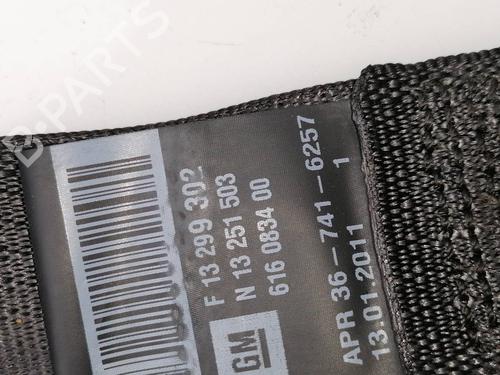 F 13 299 302
N 13 251 503
616 0834 00
GM
APR 36-741-6257
13.01.2011 1
B-PARTS